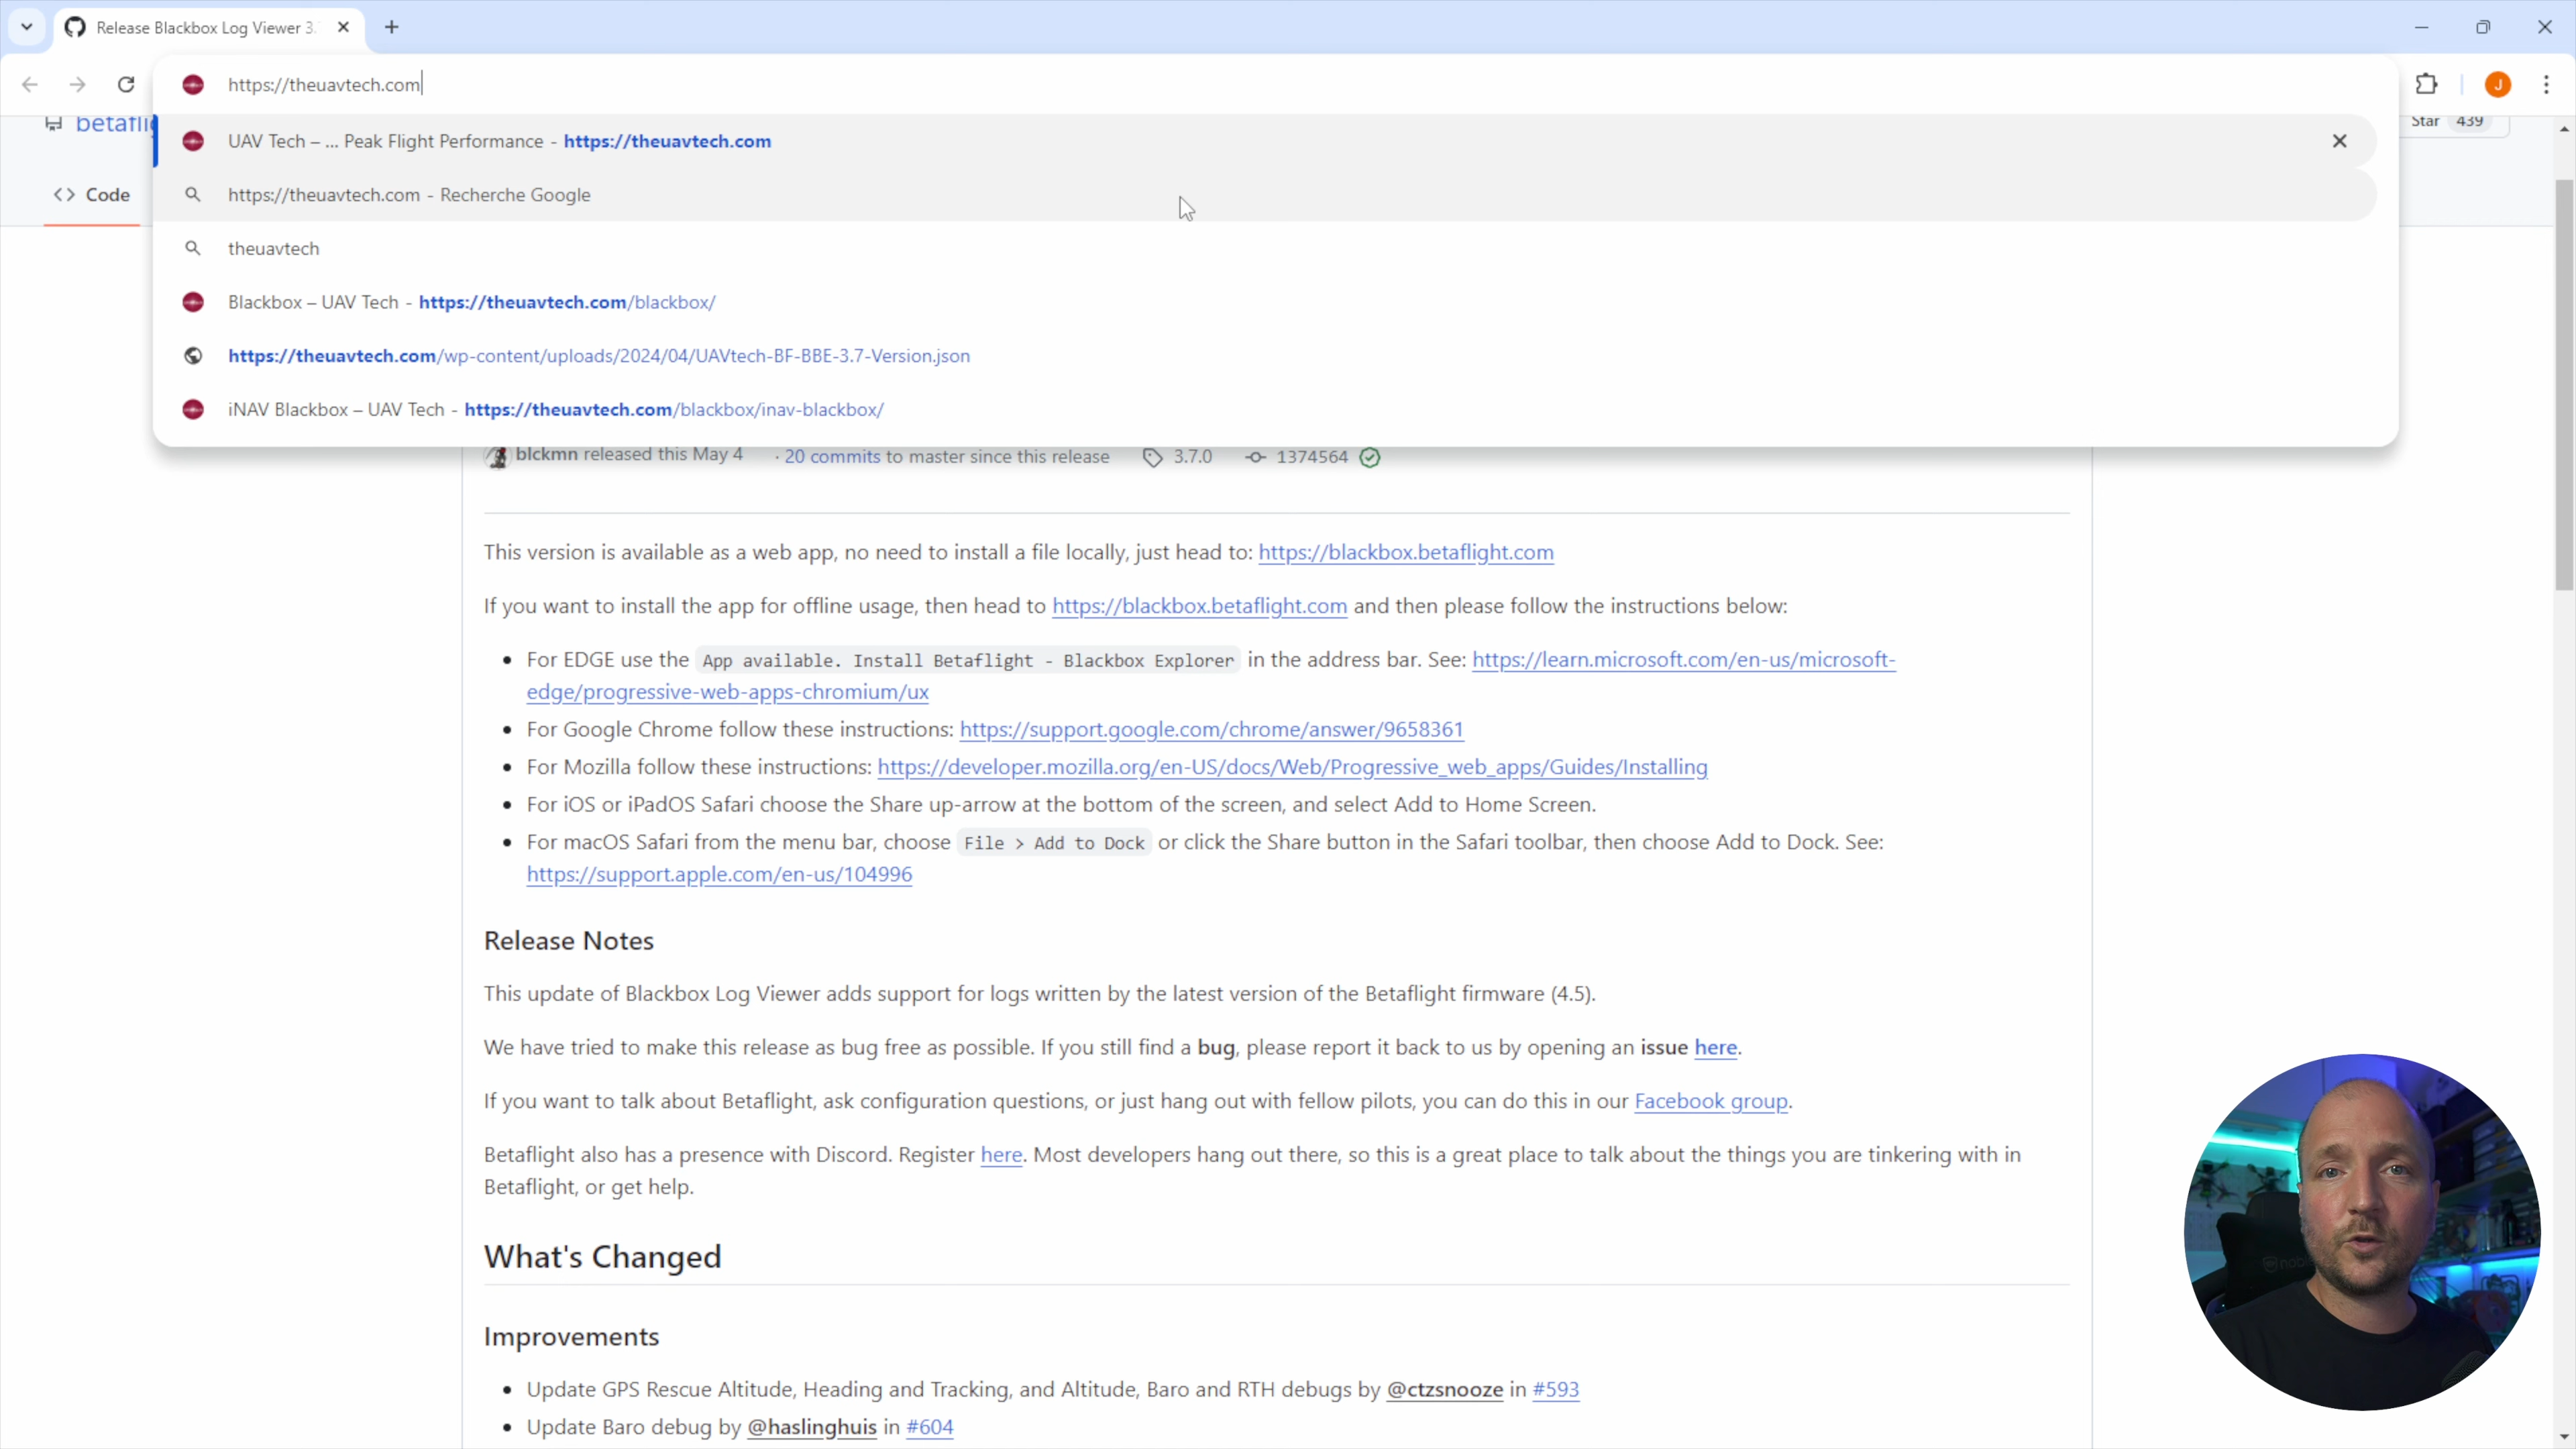 Release Blackbox Log Viewer 3.
https://theuavtech.com
J
betaflig
Star 439
UAV Tech – ... Peak Flight Performance - https://theuavtech.com
<> Code
https://theuavtech.com - Recherche Google
theuavtech
Blackbox – UAV Tech - https://theuavtech.com/blackbox/
https://theuavtech.com/wp-content/uploads/2024/04/UAVtech-BF-BBE-3.7-Version.json
iNAV Blackbox – UAV Tech - https://theuavtech.com/blackbox/inav-blackbox/
blckmn released this May 4 · 20 commits to master since this release 3.7.0 1374564
This version is available as a web app, no need to install a file locally, just head to: https://blackbox.betaflight.com
If you want to install the app for offline usage, then head to https://blackbox.betaflight.com and then please follow the instructions below:
• For EDGE use the App available. Install Betaflight - Blackbox Explorer in the address bar. See: https://learn.microsoft.com/en-us/microsoft-
edge/progressive-web-apps-chromium/ux
• For Google Chrome follow these instructions: https://support.google.com/chrome/answer/9658361
• For Mozilla follow these instructions: https://developer.mozilla.org/en-US/docs/Web/Progressive_web_apps/Guides/Installing
• For iOS or iPadOS Safari choose the Share up-arrow at the bottom of the screen, and select Add to Home Screen.
• For macOS Safari from the menu bar, choose File > Add to Dock or click the Share button in the Safari toolbar, then choose Add to Dock. See:
https://support.apple.com/en-us/104996
Release Notes
This update of Blackbox Log Viewer adds support for logs written by the latest version of the Betaflight firmware (4.5).
We have tried to make this release as bug free as possible. If you still find a bug, please report it back to us by opening an issue here.
If you want to talk about Betaflight, ask configuration questions, or just hang out with fellow pilots, you can do this in our Facebook group.
Betaflight also has a presence with Discord. Register here. Most developers hang out there, so this is a great place to talk about the things you are tinkering with in
Betaflight, or get help.
What's Changed
Improvements
• Update GPS Rescue Altitude, Heading and Tracking, and Altitude, Baro and RTH debugs by @ctzsnooze in #593
• Update Baro debug by @haslinghuis in #604